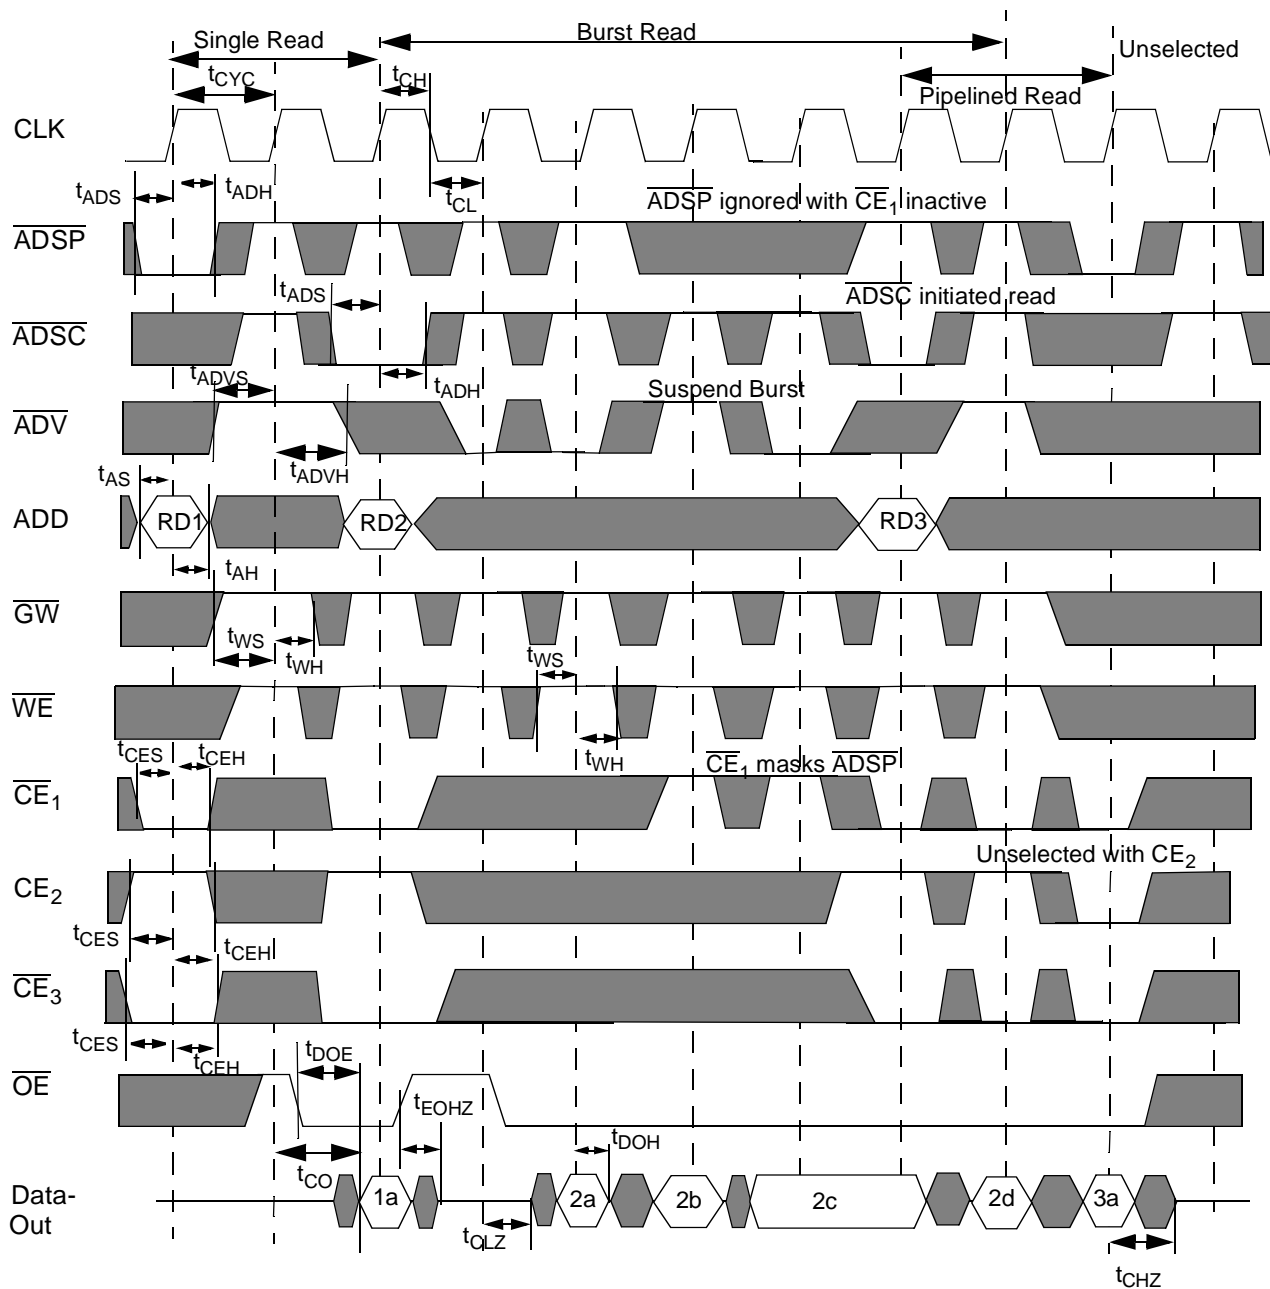 Single Read
Burst Read
Unselected
tCYC
tCH
Pipelined Read
CLK
tADS
tADH
tCL
ADSP ignored with CE1 inactive
ADSP
tADS
ADSC initiated read
ADSC
tADVS
tADH
Suspend Burst
ADV
tADVH
tAS
ADD
RD1
RD2
RD3
tAH
GW
tWS
tWH
tWS
WE
tCES
tCEH
tWH
CE1 masks ADSP
CE1
Unselected with CE2
CE2
tCES
tCEH
CE3
tCES
tCEH
tDOE
OE
tEOHZ
tDOH
tCO
Data-
Out
1a
2a
2b
2c
2d
3a
tCLZ
tCHZ